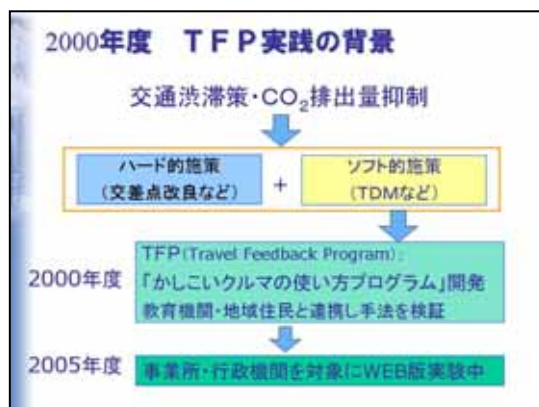 2000年度 TFP実践の背景
交通渋滞策・CO₂排出量抑制
ハード的施策
(交差点改良など)
+
ソフト的施策
(TDMなど)
2000年度
TFP(Travel Feedback Program):
「かしこいクルマの使い方プログラム」開発
教育機関・地域住民と連携し手法を検証
2005年度
事業所・行政機関を対象にWEB版実験中